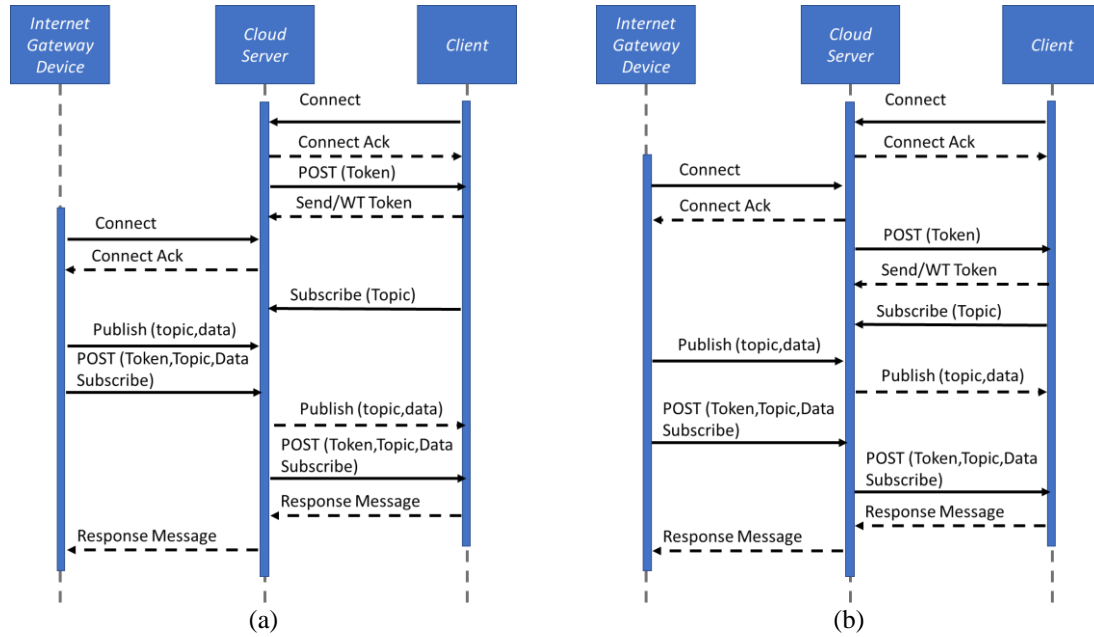 Internet
Gateway
Device
Cloud
Server
Client
Connect
Connect Ack
POST (Token)
Send/WT Token
Connect
Connect Ack
Subscribe (Topic)
Publish (topic,data)
POST (Token,Topic,Data
Subscribe)
Publish (topic,data)
POST (Token,Topic,Data
Subscribe)
Response Message
Response Message
(a)
Internet
Gateway
Device
Cloud
Server
Client
Connect
Connect Ack
Connect
Connect Ack
POST (Token)
Send/WT Token
Subscribe (Topic)
Publish (topic,data)
Publish (topic,data)
POST (Token,Topic,Data
Subscribe)
POST (Token,Topic,Data
Subscribe)
Response Message
Response Message
(b)